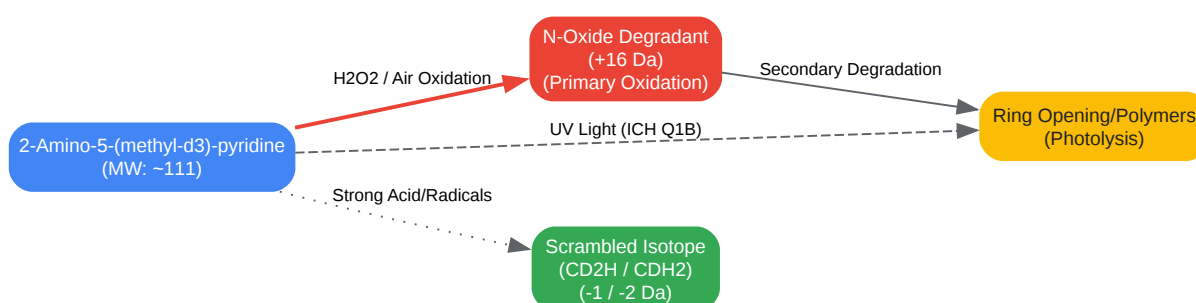 N-Oxide Degradant
(+16 Da)
(Primary Oxidation)
H2O2 / Air Oxidation
Secondary Degradation
Ring Opening/Polymers
(Photolysis)
UV Light (ICH Q1B)
2-Amino-5-(methyl-d3)-pyridine
(MW: ~111)
Strong Acid/Radicals
Scrambled Isotope
(CD2H / CDH2)
(-1 / -2 Da)